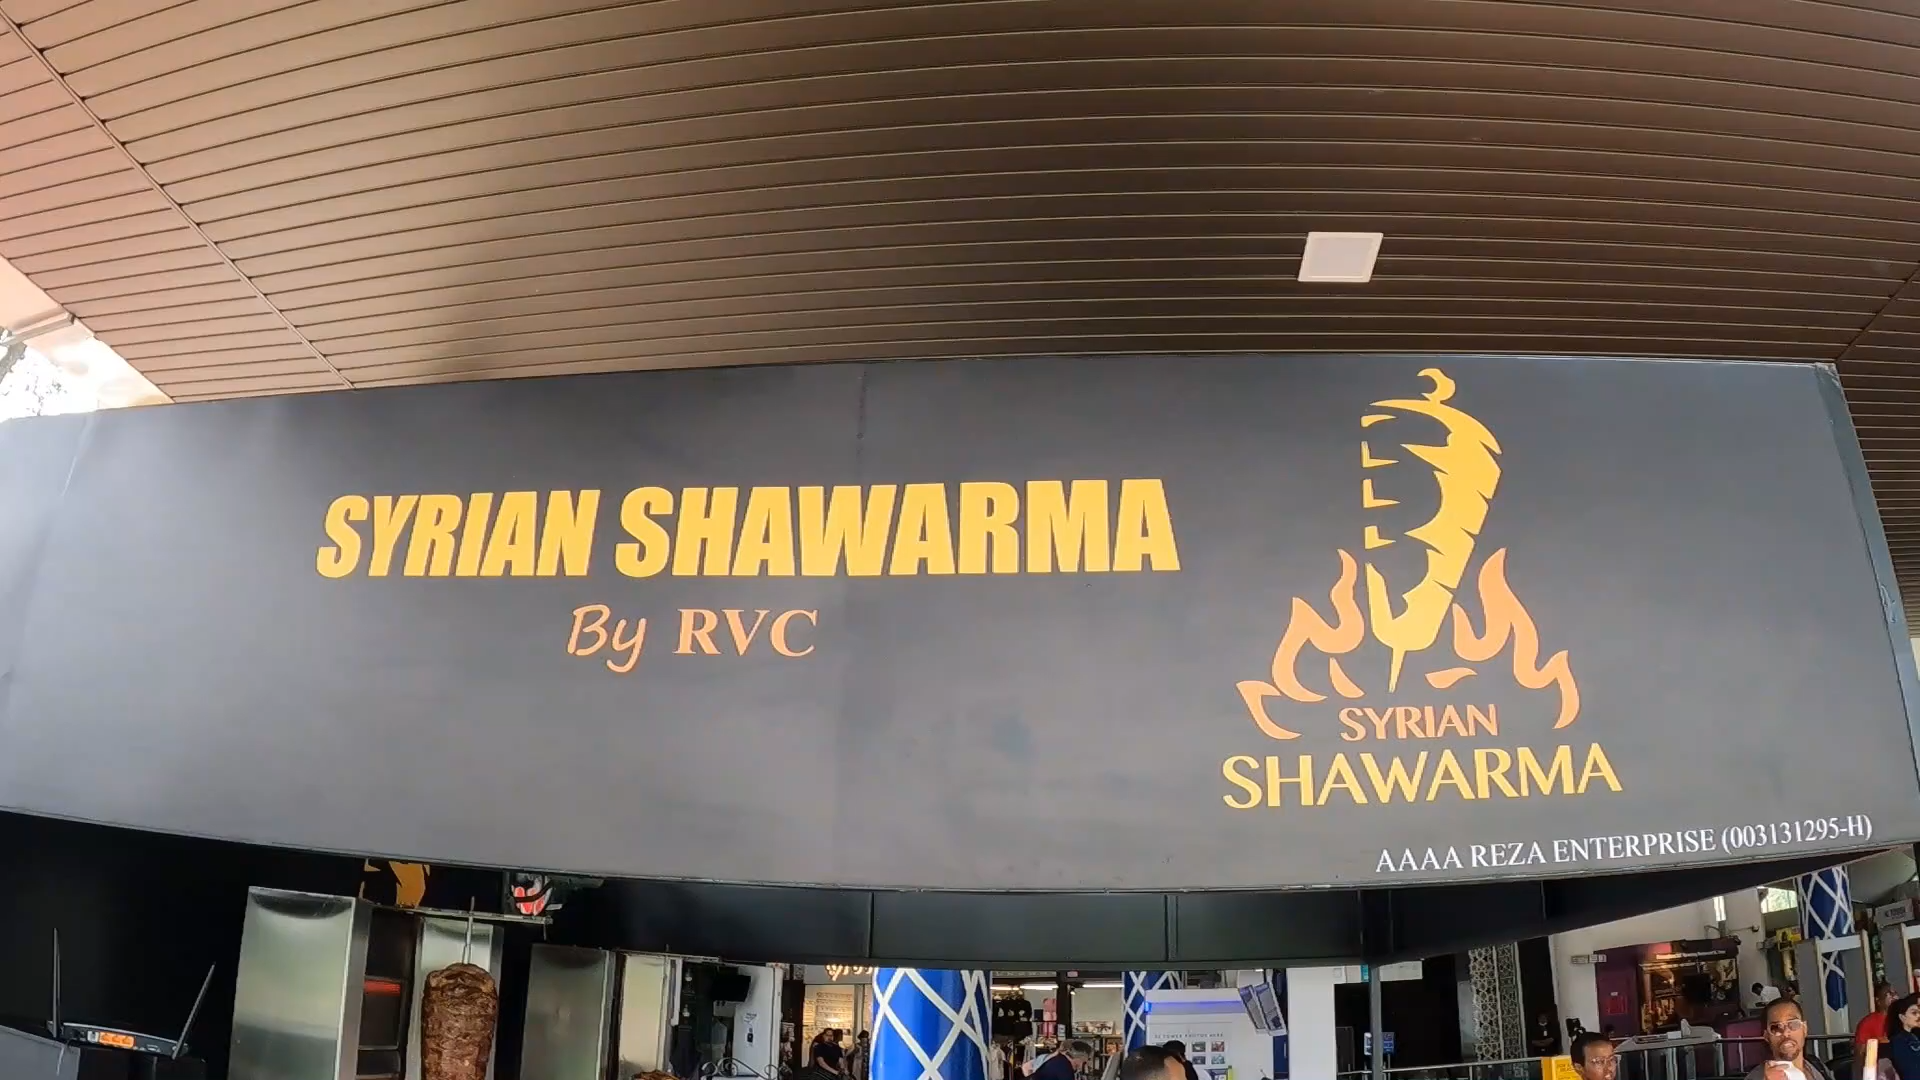 SYRIAN SHAWARMA
By RVC
SYRIAN
SHAWARMA
AAAA REZA ENTERPRISE (003131295-H)